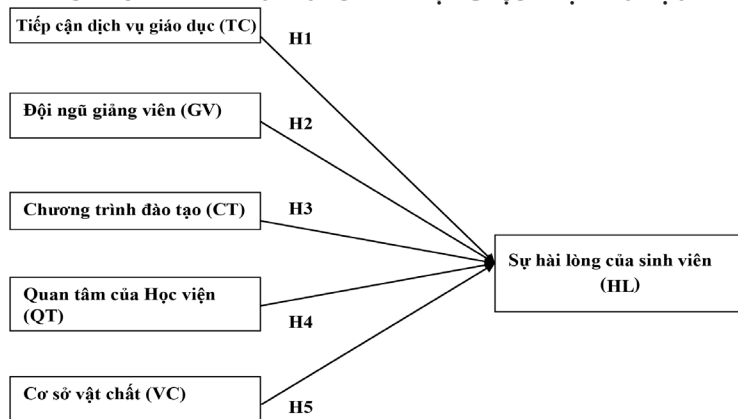 Tiếp cận dịch vụ giáo dục (TC)
H1
Đội ngũ giảng viên (GV)
H2
Chương trình đào tạo (CT)
H3
Sự hài lòng của sinh viên
(HL)
Quan tâm của Học viện
(QT)
H4
Cơ sở vật chất (VC)
H5